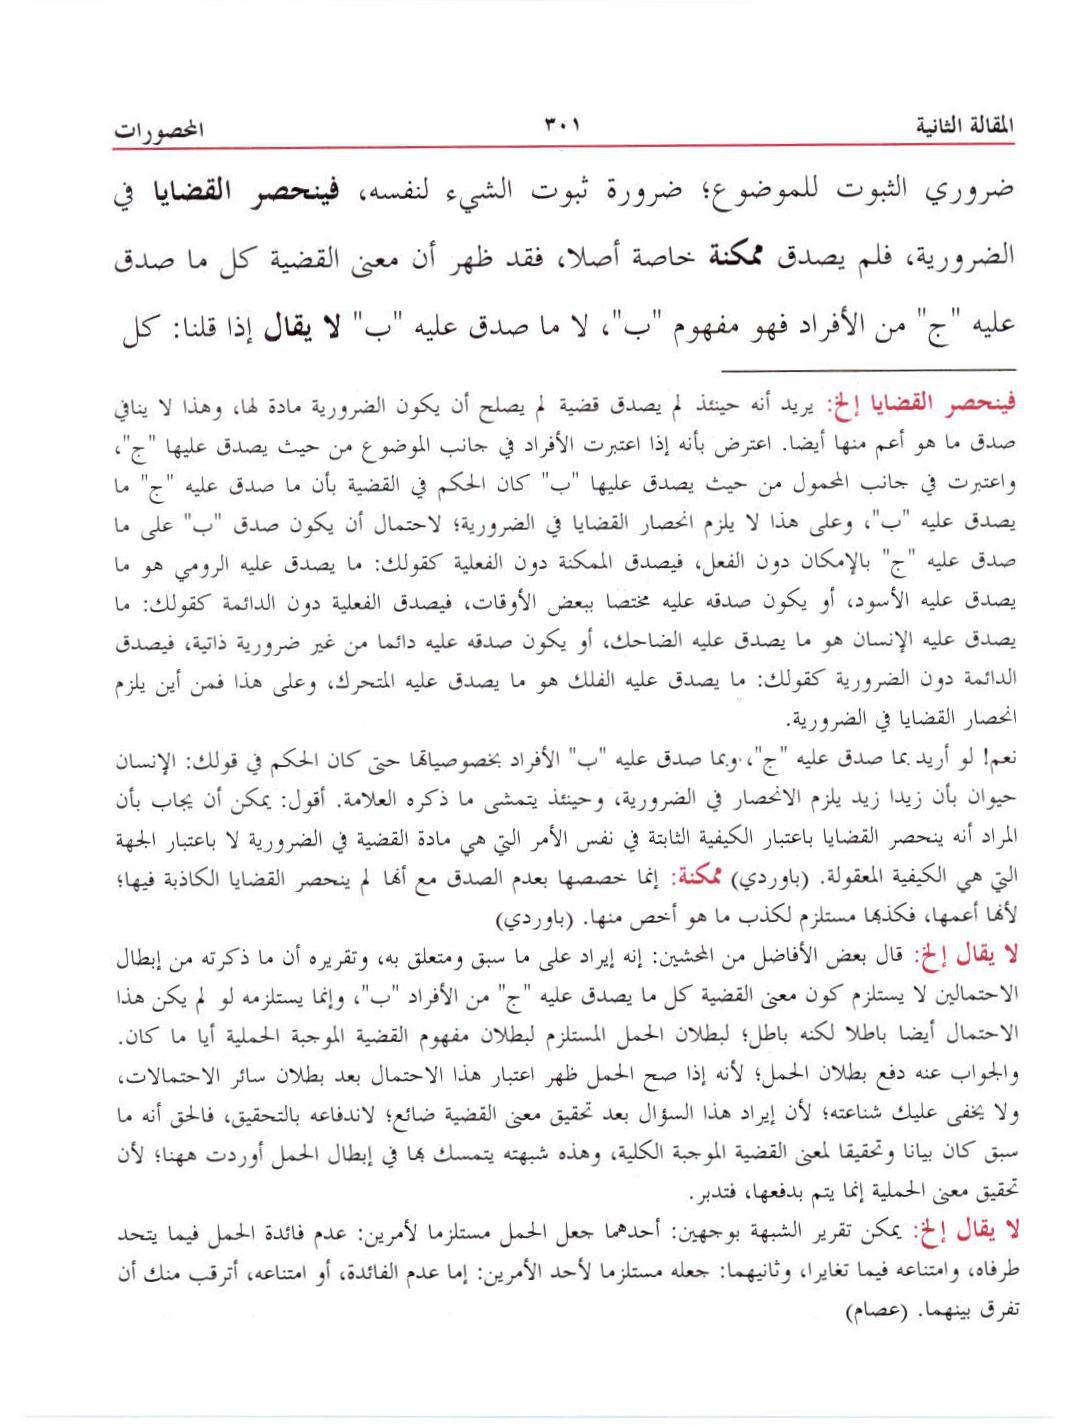 المقالة الثانية ٣٠١ المحصورات
ضروري الثبوت للموضوع؛ ضرورة ثبوت الشيء لنفسه، فينحصر القضايا في
الضرورية، فلم يصدق ممكنة خاصة أصلا، فقد ظهر أن معنى القضية كل ما صدق
عليه "ج" من الأفراد فهو مفهوم "ب"، لا ما صدق عليه "ب" لا يقال إذا قلنا: كل
فينحصر القضايا إلخ: يريد أنه حينئذ لم يصدق قضية لم يصلح أن يكون الضرورية مادة لها، وهذا لا ينافي
صدق ما هو أعم منها أيضا. اعترض بأنه إذا اعتبرت الأفراد في جانب الموضوع من حيث يصدق عليها "ج"،
واعتبرت في جانب المحمول من حيث يصدق عليها "ب" كان الحكم في القضية بأن ما صدق عليه "ج" ما
يصدق عليه "ب"، وعلى هذا لا يلزم انحصار القضايا في الضرورية؛ لاحتمال أن يكون صدق "ب" على ما
صدق عليه "ج" بالإمكان دون الفعل، فيصدق الممكنة دون الفعلية كقولك: ما يصدق عليه الرومي هو ما
يصدق عليه الأسود، أو يكون صدقه عليه مختصا ببعض الأوقات، فيصدق الفعلية دون الدائمة كقولك: ما
يصدق عليه الإنسان هو ما يصدق عليه الضاحك، أو يكون صدقه عليه دائما من غير ضرورية ذاتية، فيصدق
الدائمة دون الضرورية كقولك: ما يصدق عليه الفلك هو ما يصدق عليه المتحرك، وعلى هذا فمن أين يلزم
انحصار القضايا في الضرورية.
نعم! لو أريد بما صدق عليه "ج"، وبما صدق عليه "ب" الأفراد بخصوصياتها حتى كان الحكم في قولك: الإنسان
حيوان بأن زيدا زيد يلزم الانحصار في الضرورية، وحينئذ يتمشى ما ذكره العلامة. أقول: يمكن أن يجاب بأن
المراد أنه ينحصر القضايا باعتبار الكيفية الثابتة في نفس الأمر التي هي مادة القضية في الضرورية لا باعتبار الجهة
التي هي الكيفية المعقولة. (باوردي) ممكنة: إنما خصصها بعدم الصدق مع أنها لم ينحصر القضايا الكاذبة فيها؛
لأنها أعمها، فكذبها مستلزم لكذب ما هو أخص منها. (باوردي)
لا يقال إلخ: قال بعض الأفاضل من المحشين: إنه إيراد على ما سبق ومتعلق به، وتقريره أن ما ذكرته من إبطال
الاحتمالين لا يستلزم كون معنى القضية كل ما يصدق عليه "ج" من الأفراد "ب"، وإنما يستلزمه لو لم يكن هذا
الاحتمال أيضا باطلا لكنه باطل؛ لبطلان الحمل المستلزم لبطلان مفهوم القضية الموجبة الحملية أيا ما كان.
والجواب عنه دفع بطلان الحمل؛ لأنه إذا صح الحمل ظهر اعتبار هذا الاحتمال بعد بطلان سائر الاحتمالات،
ولا يخفى عليك شناعته؛ لأن إيراد هذا السؤال بعد تحقيق معنى القضية ضائع؛ لاندفاعه بالتحقيق، فالحق أنه ما
سبق كان بيانا وتحقيقا لمعنى القضية الموجبة الكلية، وهذه شبهته يتمسك بها في إبطال الحمل أوردت ههنا؛ لأن
تحقيق معنى الحملية إنما يتم بدفعها، فتدبر.
لا يقال إلخ: يمكن تقرير الشبهة بوجهين: أحدهما جعل الحمل مستلزما لأمرين: عدم فائدة الحمل فيما يتحد
طرفاه، وامتناعه فيما تغايرا، وثانيهما: جعله مستلزما لأحد الأمرين: إما عدم الفائدة، أو امتناعه، أترقب منك أن
تفرق بينهما. (عصام)